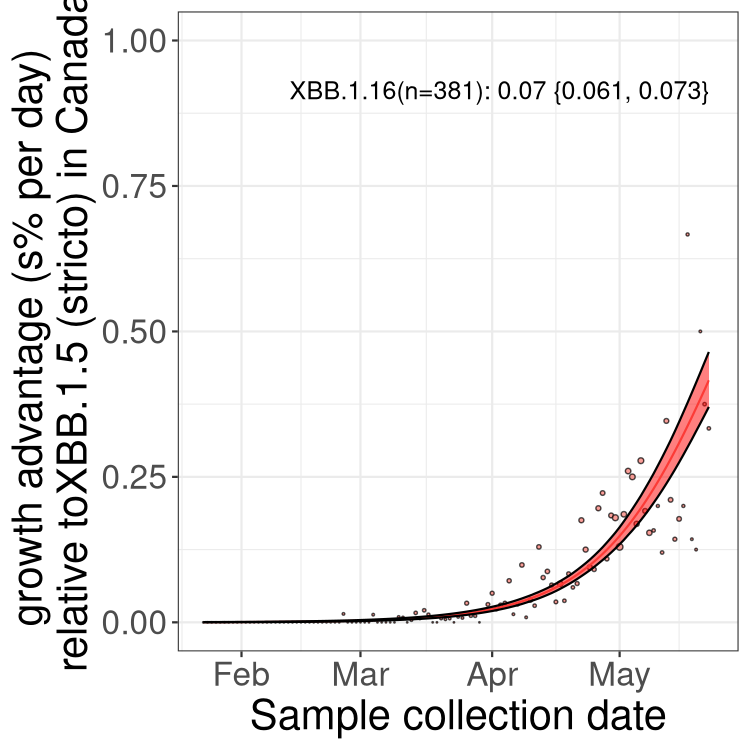 1.00
XBB.1.16(n=381): 0.07 {0.061, 0.073}
0.75
0.50
0.25
0.00
growth advantage (s% per day)
relative toXBB.1.5 (stricto) in Canada
Feb Mar Apr May
Sample collection date